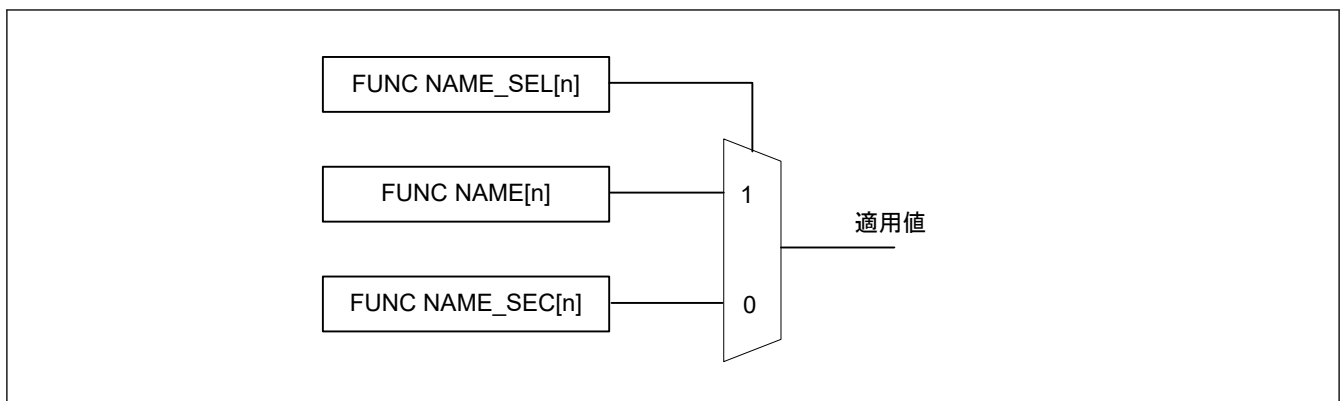 FUNC NAME_SEL[n]
FUNC NAME[n]
1
適用値
FUNC NAME_SEC[n]
0